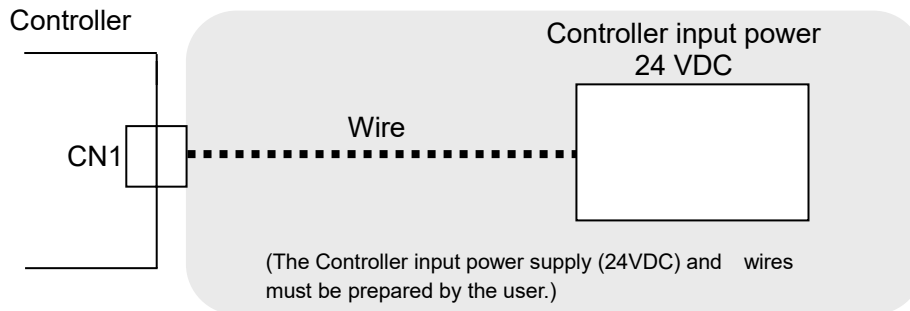 Controller
Controller input power
24 VDC
Wire
CN1
(The Controller input power supply (24VDC) and wires
must be prepared by the user.)